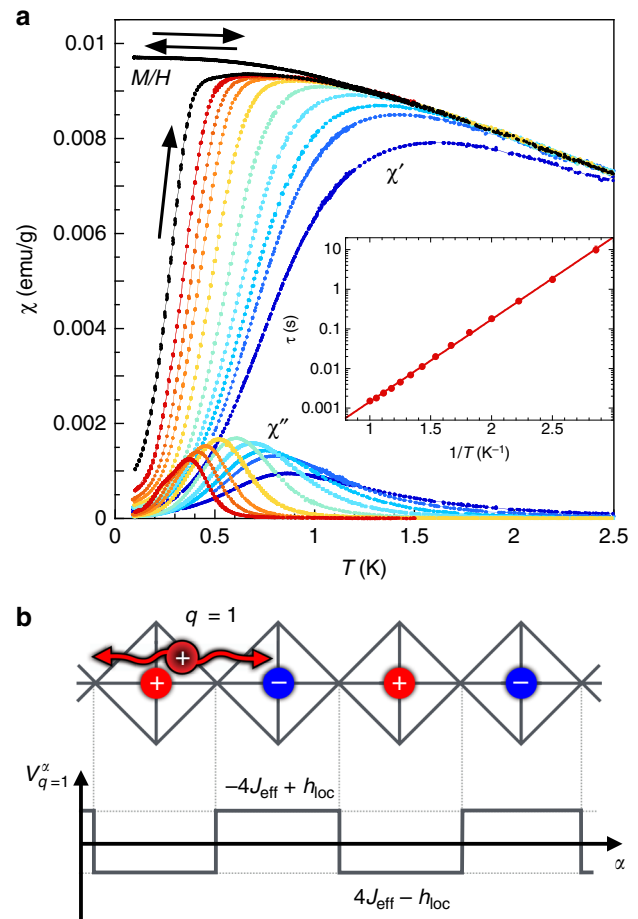 a
0.01
0.008
0.006
0.004
0.002
0
χ (emu/g)
M/H
χ′
χ″
10
1
0.1
0.01
0.001
τ (s)
1 1.5 2 2.5
1/T (K⁻¹)
0 0.5 1 1.5 2 2.5
T (K)
b
q = 1
+
+ − + −
V^α_{q=1}
−4J_eff + h_loc
α
4J_eff − h_loc